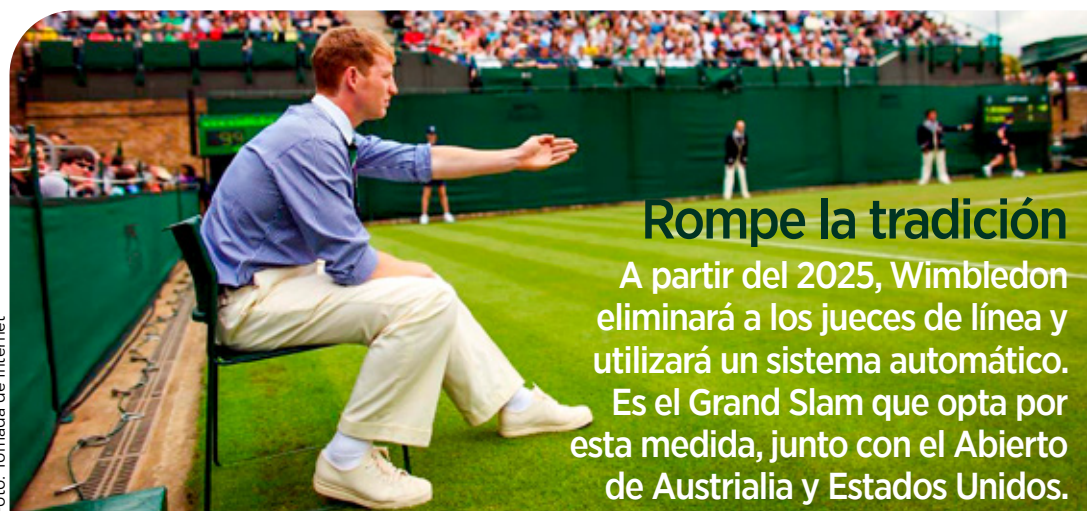 Rompe la tradición
A partir del 2025, Wimbledon
eliminará a los jueces de línea y
utilizará un sistema automático.
Es el Grand Slam que opta por
esta medida, junto con el Abierto
de Austrialia y Estados Unidos.
Tomada de Internet